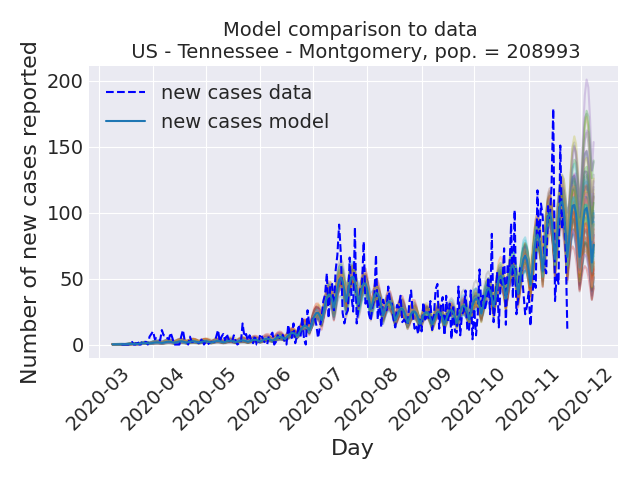 Model comparison to data
US - Tennessee - Montgomery, pop. = 208993
new cases data
new cases model
Number of new cases reported
200
150
100
50
0
2020-03
2020-04
2020-05
2020-06
2020-07
2020-08
2020-09
2020-10
2020-11
2020-12
Day